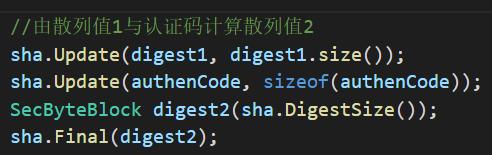 //由散列值1与认证码计算散列值2
sha.Update(digest1, digest1.size());
sha.Update(authenCode, sizeof(authenCode));
SecByteBlock digest2(sha.DigestSize());
sha.Final(digest2);